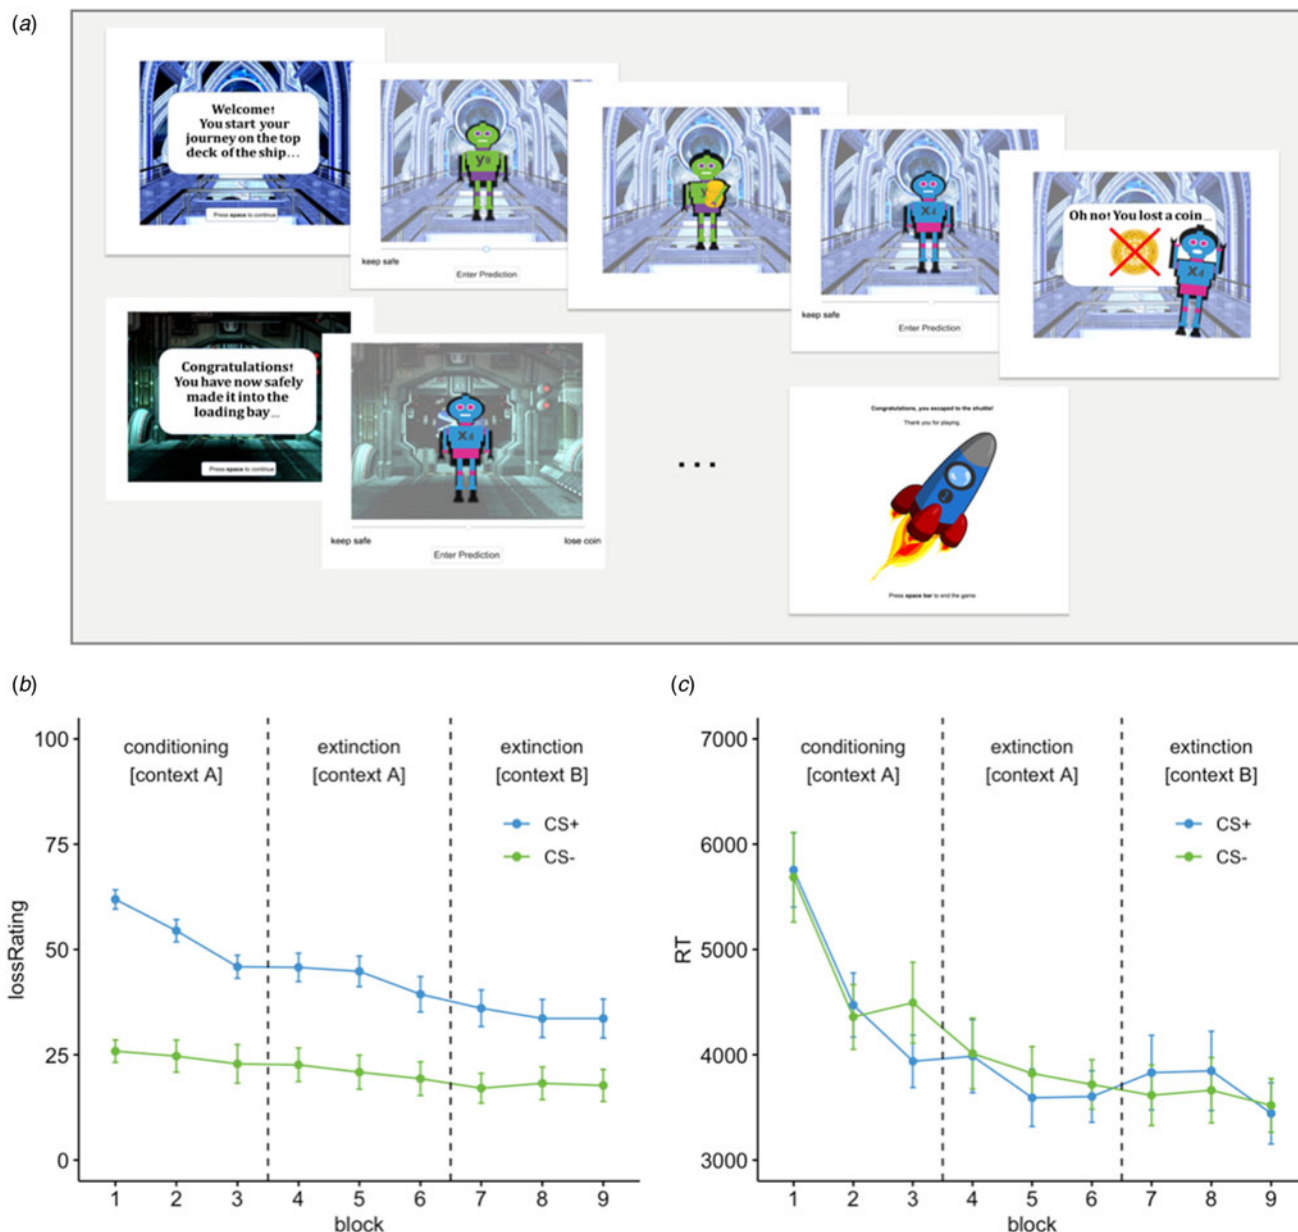 (a)
Welcome!
You start your
journey on the top
deck of the ship...
Press space to continue
y9
keep safe
Enter Prediction
X4
keep safe
Enter Prediction
Oh no! You lost a coin...
X4
Congratulations!
You have now safely
made it into the
loading bay...
Press space to continue
X4
keep safe
lose coin
Enter Prediction
...
Congratulations, you escaped to the shuttle!
Thank you for playing.
Press space bar to end the game
(b)
100
75
50
25
0
lossRating
conditioning
[context A]
extinction
[context A]
extinction
[context B]
CS+
CS-
1 2 3 4 5 6 7 8 9
block
(c)
7000
6000
5000
4000
3000
RT
conditioning
[context A]
extinction
[context A]
extinction
[context B]
CS+
CS-
1 2 3 4 5 6 7 8 9
block